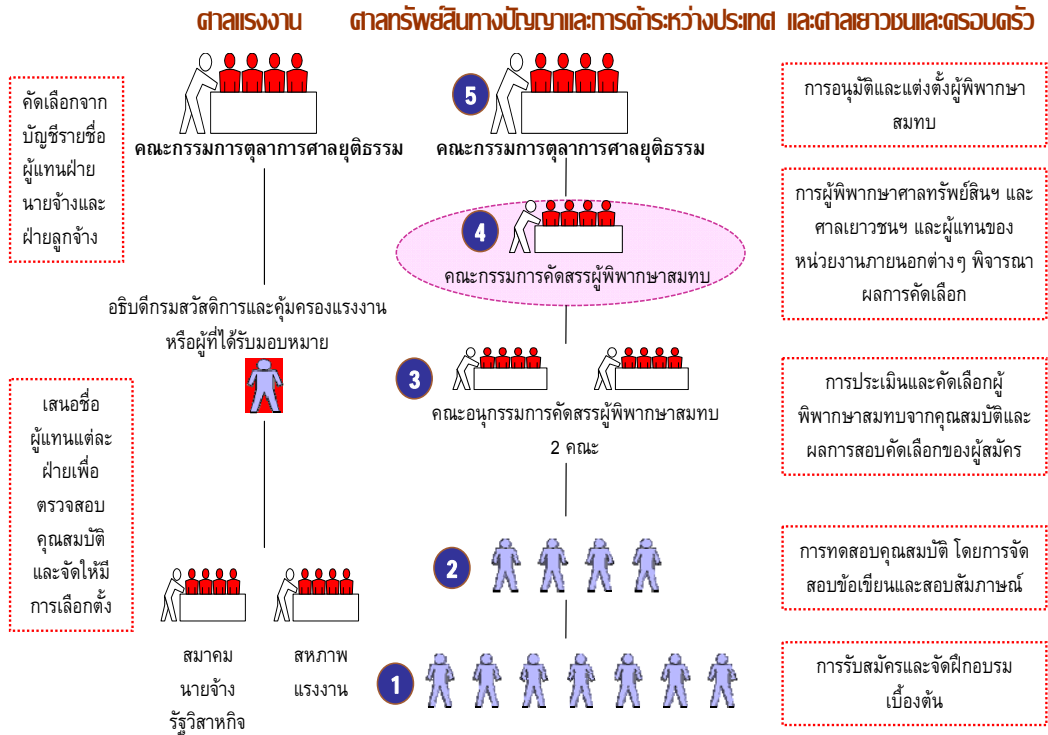 ศาลแรงงาน
ศาลทรัพย์สินทางปัญญาและการค้าระหว่างประเทศ และศาลเยาวชนและครอบครัว
คัดเลือกจาก
บัญชีรายชื่อ
ผู้แทนฝ่าย
นายจ้างและ
ฝ่ายลูกจ้าง
คณะกรรมการตุลาการศาลยุติธรรม
อธิบดีกรมสวัสดิการและคุ้มครองแรงงาน
หรือผู้ที่ได้รับมอบหมาย
เสนอชื่อ
ผู้แทนแต่ละ
ฝ่ายเพื่อ
ตรวจสอบ
คุณสมบัติ
และจัดให้มี
การเลือกตั้ง
สมาคม
นายจ้าง
รัฐวิสาหกิจ
สหภาพ
แรงงาน
5
คณะกรรมการตุลาการศาลยุติธรรม
การอนุมัติและแต่งตั้งผู้พิพากษา
สมทบ
4
คณะกรรมการคัดสรรผู้พิพากษาสมทบ
การผู้พิพากษาศาลทรัพย์สินฯ และ
ศาลเยาวชนฯ และผู้แทนของ
หน่วยงานภายนอกต่างๆ พิจารณา
ผลการคัดเลือก
3
คณะอนุกรรมการคัดสรรผู้พิพากษาสมทบ
2 คณะ
การประเมินและคัดเลือกผู้
พิพากษาสมทบจากคุณสมบัติและ
ผลการสอบคัดเลือกของผู้สมัคร
2
การทดสอบคุณสมบัติ โดยการจัด
สอบข้อเขียนและสอบสัมภาษณ์
1
การรับสมัครและจัดฝึกอบรม
เบื้องต้น